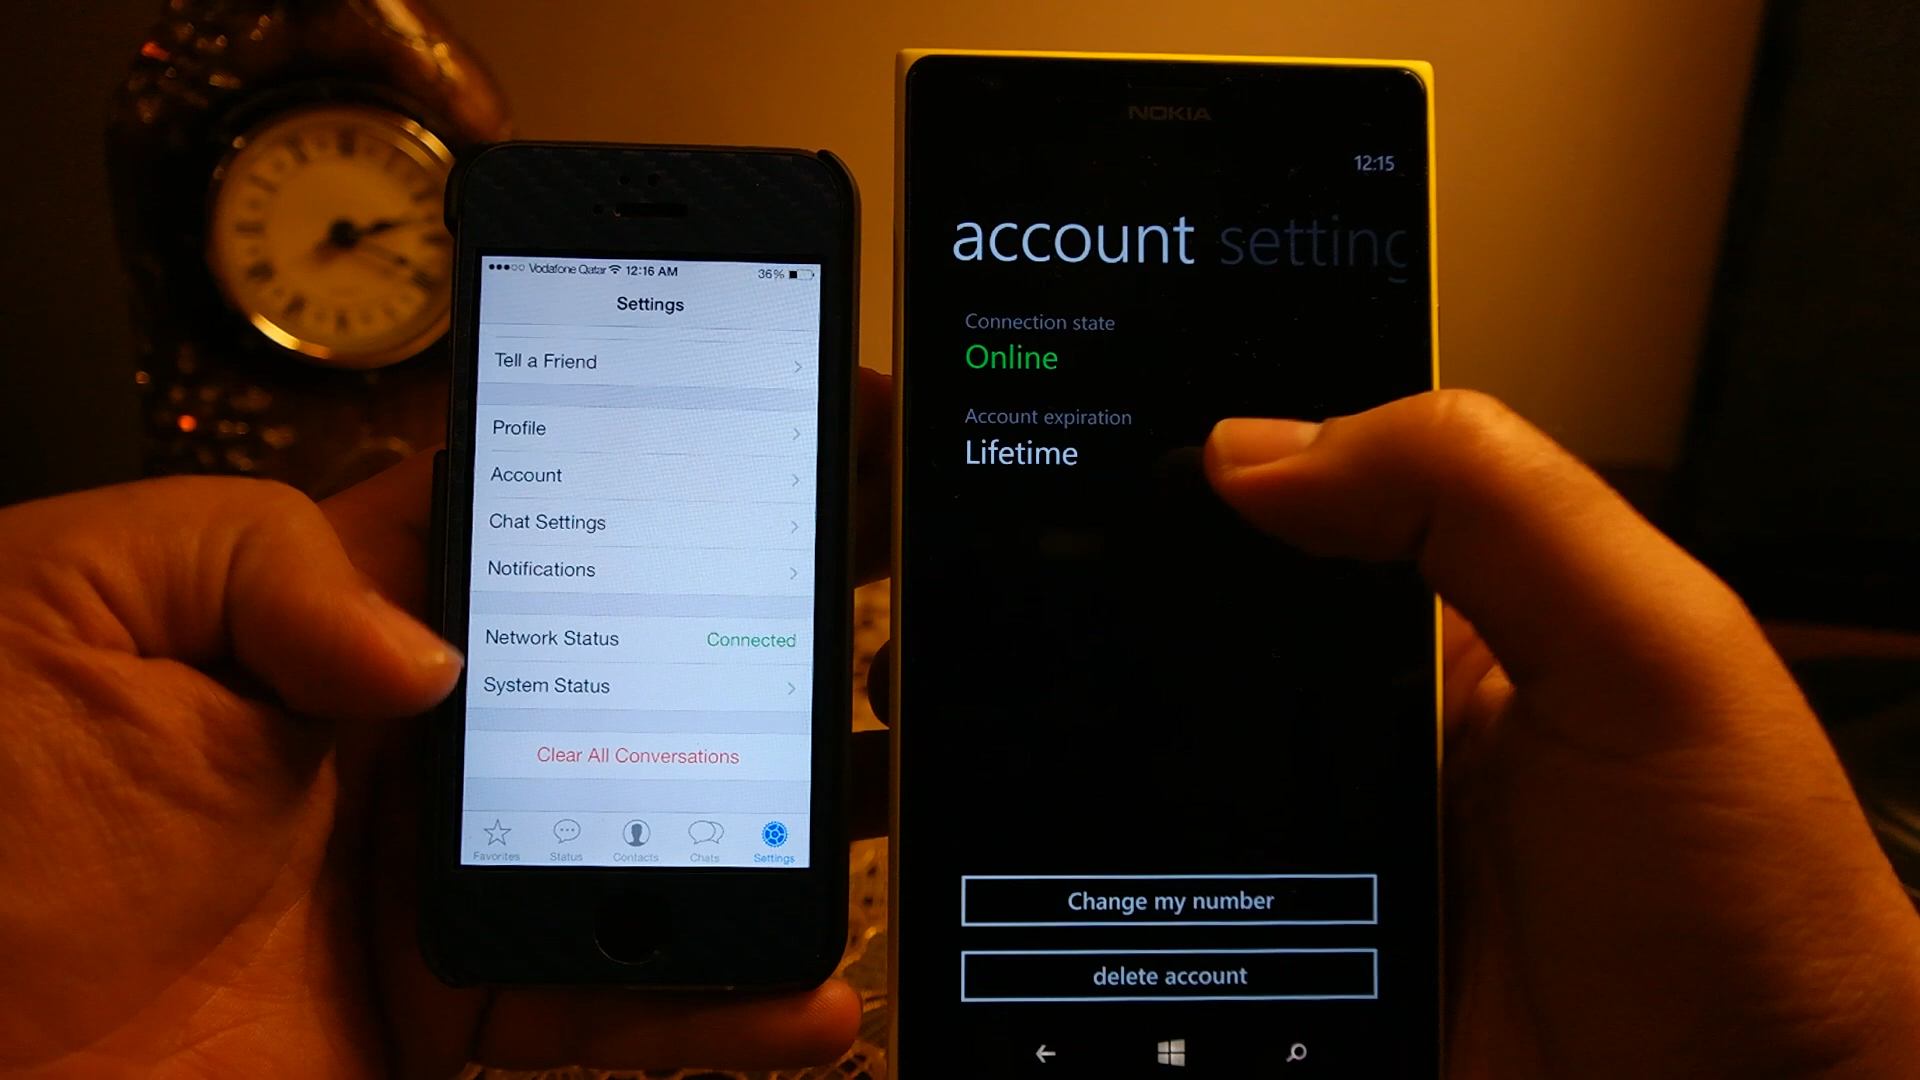 ●●●○○ Vodafone Qatar 12:16 AM 36%
Settings
Tell a Friend
Profile
Account
Chat Settings
Notifications
Network Status Connected
System Status
Clear All Conversations
Favorites Status Contacts Chats Settings
NOKIA
12:15
account setting
Connection state
Online
Account expiration
Lifetime
Change my number
delete account